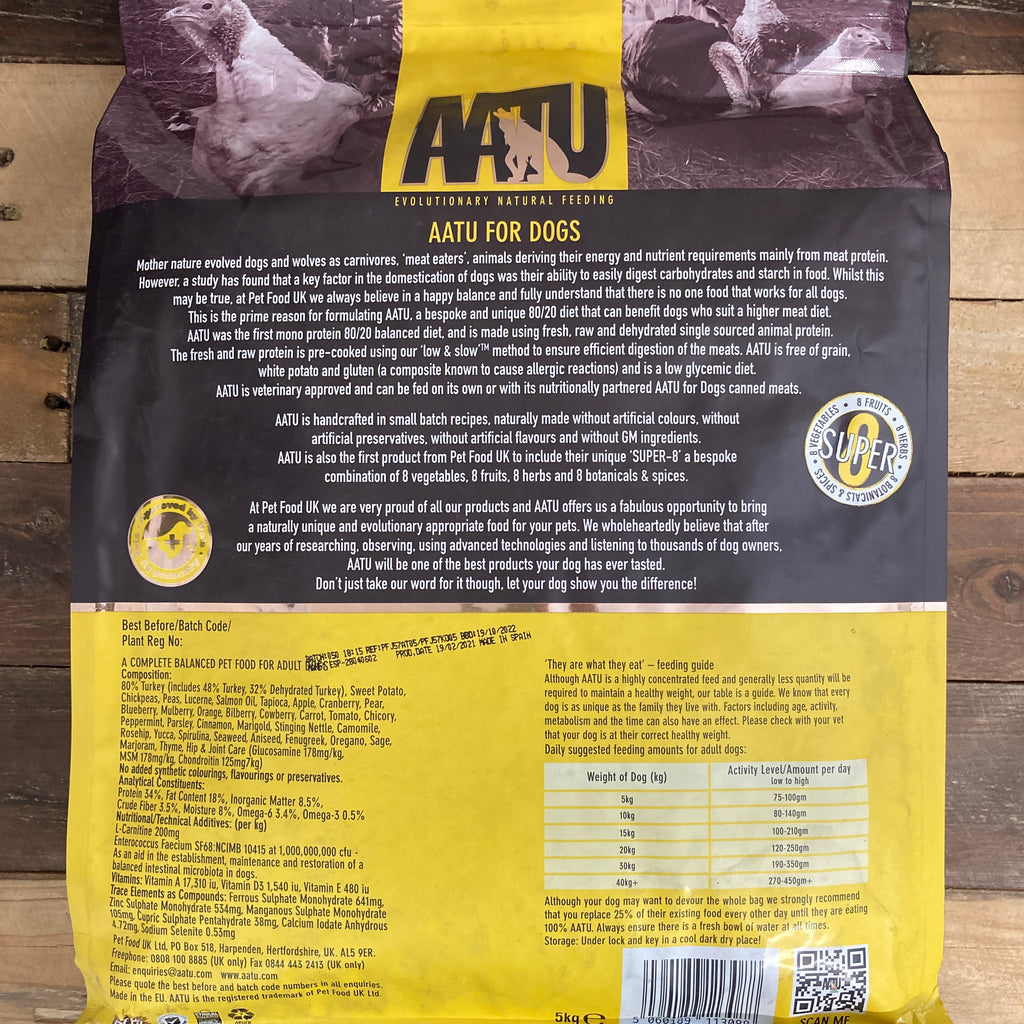 AATU
EVOLUTIONARY NATURAL FEEDING
AATU FOR DOGS
Mother nature evolved dogs and wolves as carnivores, 'meat eaters', animals deriving their energy and nutrient requirements mainly from meat protein.
However, a study has found that a key factor in the domestication of dogs was their ability to easily digest carbohydrates and starch in food. Whilst this
may be true, at Pet Food UK we always believe in a happy balance and fully understand that there is no one food that works for all dogs.
This is the prime reason for formulating AATU, a bespoke and unique 80/20 diet that can benefit dogs who suit a higher meat diet.
AATU was the first mono protein 80/20 balanced diet, and is made using fresh, raw and dehydrated single sourced animal protein.
The fresh and raw protein is pre-cooked using our 'low & slow'™ method to ensure efficient digestion of the meats. AATU is free of grain,
white potato and gluten (a composite known to cause allergic reactions) and is a low glycemic diet.
AATU is veterinary approved and can be fed on its own or with its nutritionally partnered AATU for Dogs canned meats.
AATU is handcrafted in small batch recipes, naturally made without artificial colours, without
artificial preservatives, without artificial flavours and without GM ingredients.
AATU is also the first product from Pet Food UK to include their unique 'SUPER-8' a bespoke
combination of 8 vegetables, 8 fruits, 8 herbs and 8 botanicals & spices.
8 VEGETABLES • 8 FRUITS • 8 HERBS • 8 BOTANICALS & SPICES •
SUPER 8
At Pet Food UK we are very proud of all our products and AATU offers us a fabulous opportunity to bring
a naturally unique and evolutionary appropriate food for your pets. We wholeheartedly believe that after
our years of researching, observing, using advanced technologies and listening to thousands of dog owners,
AATU will be one of the best products your dog has ever tasted.
Don't just take our word for it though, let your dog show you the difference!
Best Before/Batch Code/
Plant Reg No:
BATCH:050 18:15 REF:PFJ57AT05/PFJ57K005 BBD:19/10/2022
ESP-28040602 PROD.DATE 19/02/2021 MADE IN SPAIN
A COMPLETE BALANCED PET FOOD FOR ADULT DOGS
Composition:
80% Turkey (includes 48% Turkey, 32% Dehydrated Turkey), Sweet Potato,
Chickpeas, Peas, Lucerne, Salmon Oil, Tapioca, Apple, Cranberry, Pear,
Blueberry, Mulberry, Orange, Bilberry, Cowberry, Carrot, Tomato, Chicory,
Peppermint, Parsley, Cinnamon, Marigold, Stinging Nettle, Camomile,
Rosehip, Yucca, Spirulina, Seaweed, Aniseed, Fenugreek, Oregano, Sage,
Marjoram, Thyme, Hip & Joint Care (Glucosamine 178mg/kg,
MSM 178mg/kg, Chondroitin 125mg7kg)
No added synthetic colourings, flavourings or preservatives.
Analytical Constituents:
Protein 34%, Fat Content 18%, Inorganic Matter 8.5%,
Crude Fiber 3.5%, Moisture 8%, Omega-6 3.4%, Omega-3 0.5%
Nutritional/Technical Additives: (per kg)
L-Carnitine 200mg
Enterococcus Faecium SF68:NCIMB 10415 at 1,000,000,000 cfu -
As an aid in the establishment, maintenance and restoration of a
balanced intestinal microbiota in dogs.
Vitamins: Vitamin A 17,310 iu, Vitamin D3 1,540 iu, Vitamin E 480 iu
Trace Elements as Compounds: Ferrous Sulphate Monohydrate 641mg,
Zinc Sulphate Monohydrate 534mg, Manganous Sulphate Monohydrate
105mg, Cupric Sulphate Pentahydrate 38mg, Calcium Iodate Anhydrous
4.72mg, Sodium Selenite 0.53mg
Pet Food UK Ltd, PO Box 518, Harpenden, Hertfordshire, UK. AL5 9ER.
Freephone: 0808 100 8885 (UK only) Fax 0844 443 2413 (UK only)
Email: enquiries@aatu.com www.aatu.com
Please quote the best before and batch code numbers in all enquiries.
Made in the EU. AATU is the registered trademark of Pet Food UK Ltd.
'They are what they eat' – feeding guide
Although AATU is a highly concentrated feed and generally less quantity will be
required to maintain a healthy weight, our table is a guide. We know that every
dog is as unique as the family they live with. Factors including age, activity,
metabolism and the time can also have an effect. Please check with your vet
that your dog is at their correct healthy weight.
Daily suggested feeding amounts for adult dogs:
Weight of Dog (kg) Activity Level/Amount per day
low to high
5kg 75-100gm
10kg 80-140gm
15kg 100-210gm
20kg 120-250gm
30kg 190-350gm
40kg+ 270-450gm+
Although your dog may want to devour the whole bag we strongly recommend
that you replace 25% of their existing food every other day until they are eating
100% AATU. Always ensure there is a fresh bowl of water at all times.
Storage: Under lock and key in a cool dark dry place!
5kg e
5 060189 113088
SCAN ME